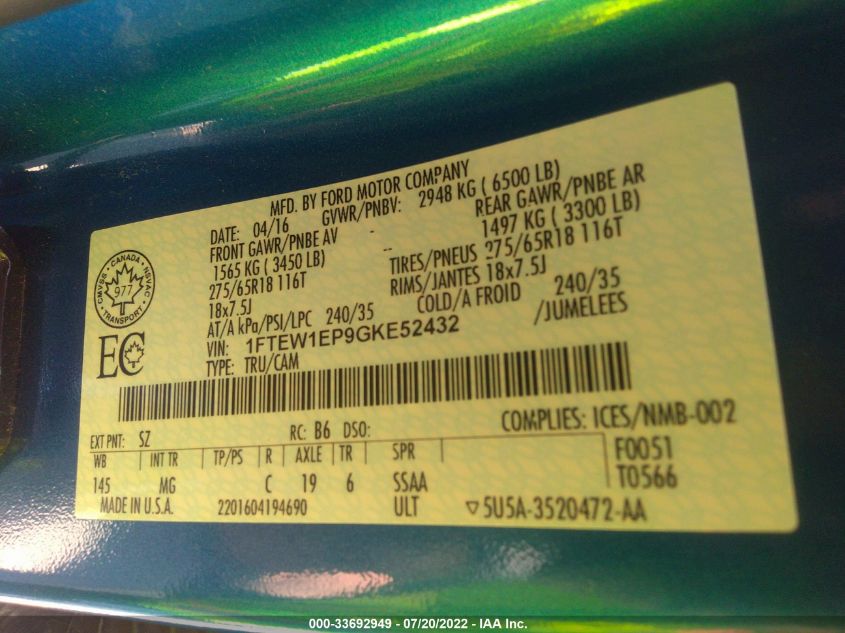 MFD. BY FORD MOTOR COMPANY
DATE: 04/16 GVWR/PNBV: 2948 KG ( 6500 LB)
FRONT GAWR/PNBE AV REAR GAWR/PNBE AR
1565 KG ( 3450 LB) 1497 KG ( 3300 LB)
275/65R18 116T TIRES/PNEUS 275/65R18 116T
18x7.5J RIMS/JANTES 18x7.5J
AT/A kPa/PSI/LPC 240/35 COLD/A FROID 240/35
VIN: 1FTEW1EP9GKE52432 /JUMELEES
TYPE: TRU/CAM
CANADA
CMVSS NSVAC
977
TRANSPORT
EC
EXT PNT: SZ RC: B6 DSO: COMPLIES: ICES/NMB-002
WB INT TR TP/PS R AXLE TR SPR F0051
145 MG C 19 6 SSAA T0566
MADE IN U.S.A. 2201604194690 ULT ▽5U5A-3520472-AA
000-33692949 - 07/20/2022 - IAA Inc.